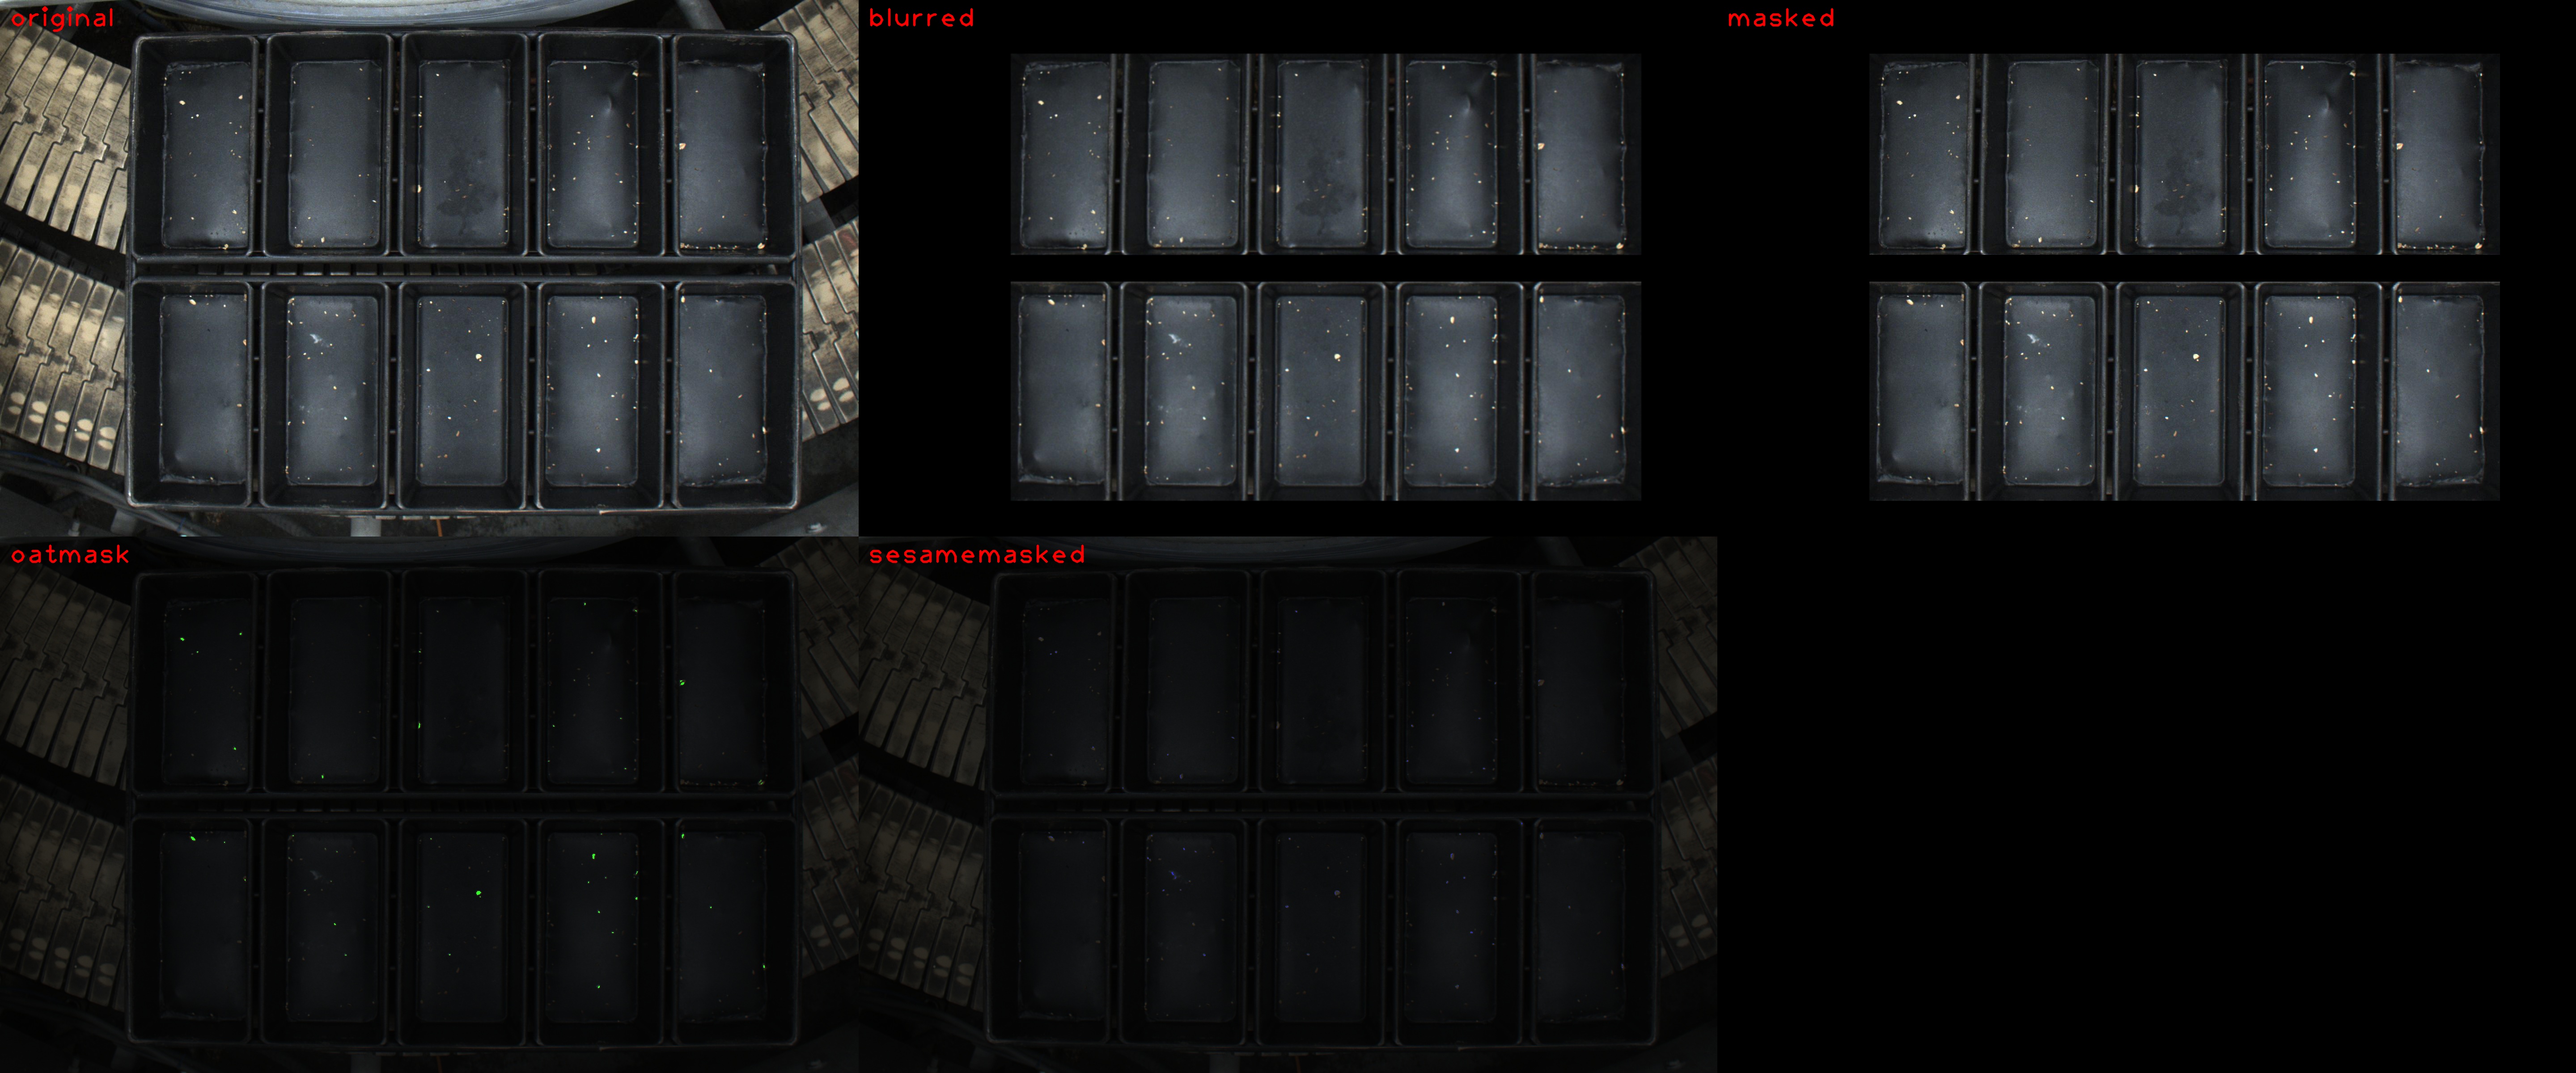 original
blurred
masked
oatmask
sesamemasked